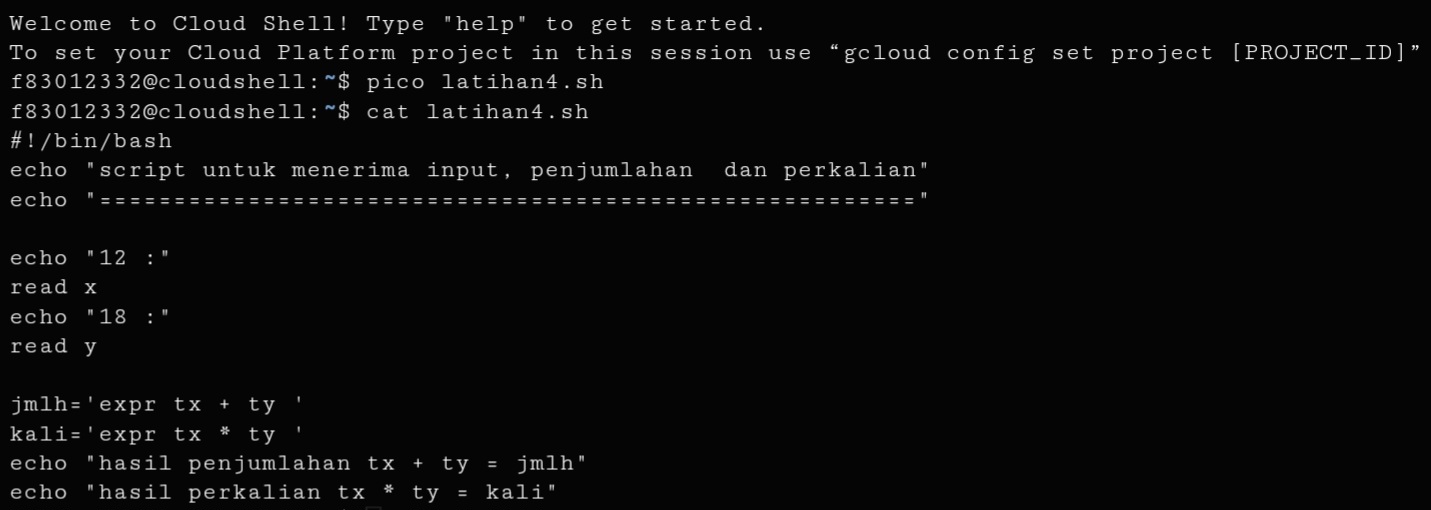 Welcome to Cloud Shell! Type "help" to get started.
To set your Cloud Platform project in this session use “gcloud config set project [PROJECT_ID]”
f83012332@cloudshell:~$ pico latihan4.sh
f83012332@cloudshell:~$ cat latihan4.sh
#!/bin/bash
echo "script untuk menerima input, penjumlahan  dan perkalian"
echo "======================================================="
echo "12 :"
read x
echo "18 :"
read y
jmlh='expr tx + ty '
kali='expr tx * ty '
echo "hasil penjumlahan tx + ty = jmlh"
echo "hasil perkalian tx * ty = kali"